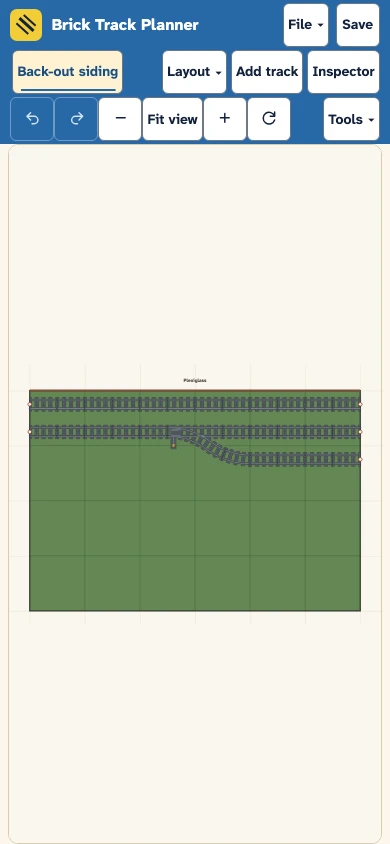 Brick Track Planner
File
Save
Back-out siding
Layout
Add track
Inspector
Fit view
Tools
Plexiglass